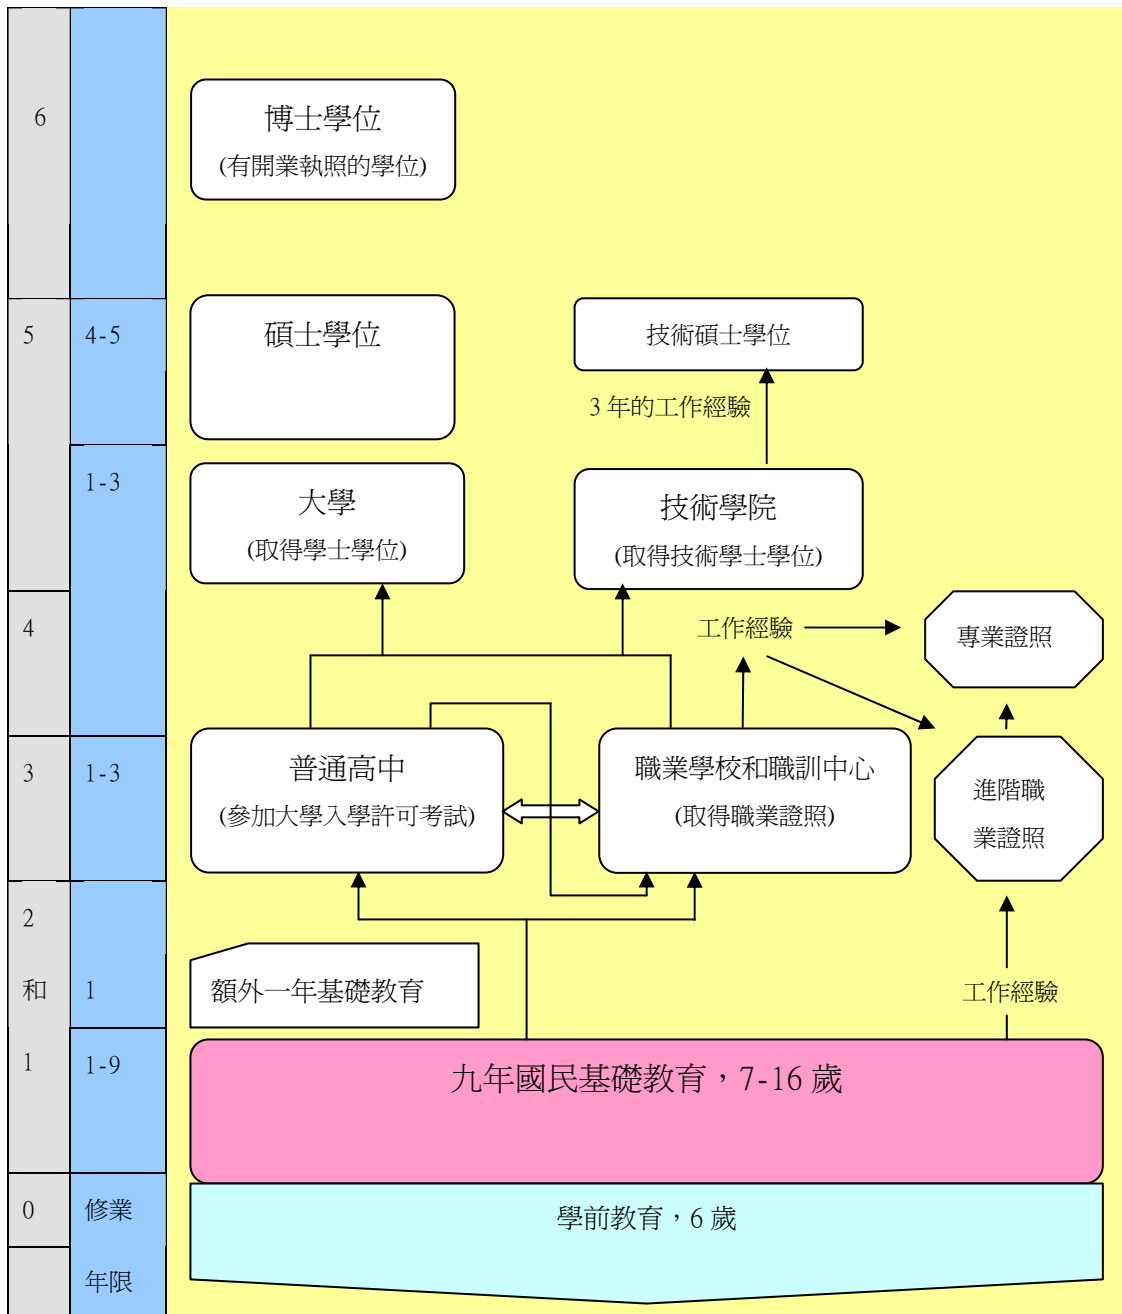 6
博士學位
(有開業執照的學位)
5
4-5
碩士學位
技術碩士學位
3 年的工作經驗
1-3
大學
(取得學士學位)
技術學院
(取得技術學士學位)
4
工作經驗
專業證照
3
1-3
普通高中
(參加大學入學許可考試)
職業學校和職訓中心
(取得職業證照)
進階職
業證照
2
和
1
額外一年基礎教育
工作經驗
1
1-9
九年國民基礎教育，7-16 歲
0
修業
年限
學前教育，6 歲